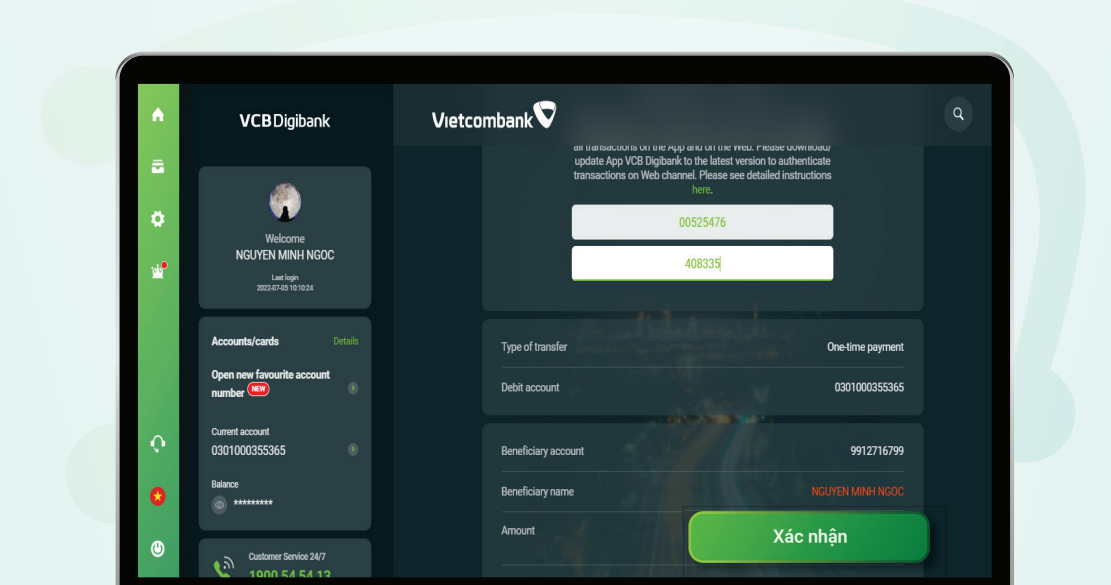 VCB Digibank
Vietcombank
all transactions on the App and on the Web. Please download/
update App VCB Digibank to the latest version to authenticate
transactions on Web channel. Please see detailed instructions
here.
00525476
408335
Welcome
NGUYEN MINH NGOC
Last login
2022-07-05 10:10:24
Accounts/cards
Details
Open new favourite account
number NEW
Current account
0301000355365
Balance
*********
Customer Service 24/7
1900 54 54 13
Type of transfer
One-time payment
Debit account
0301000355365
Beneficiary account
9912716799
Beneficiary name
NGUYEN MINH NGOC
Amount
Xác nhận